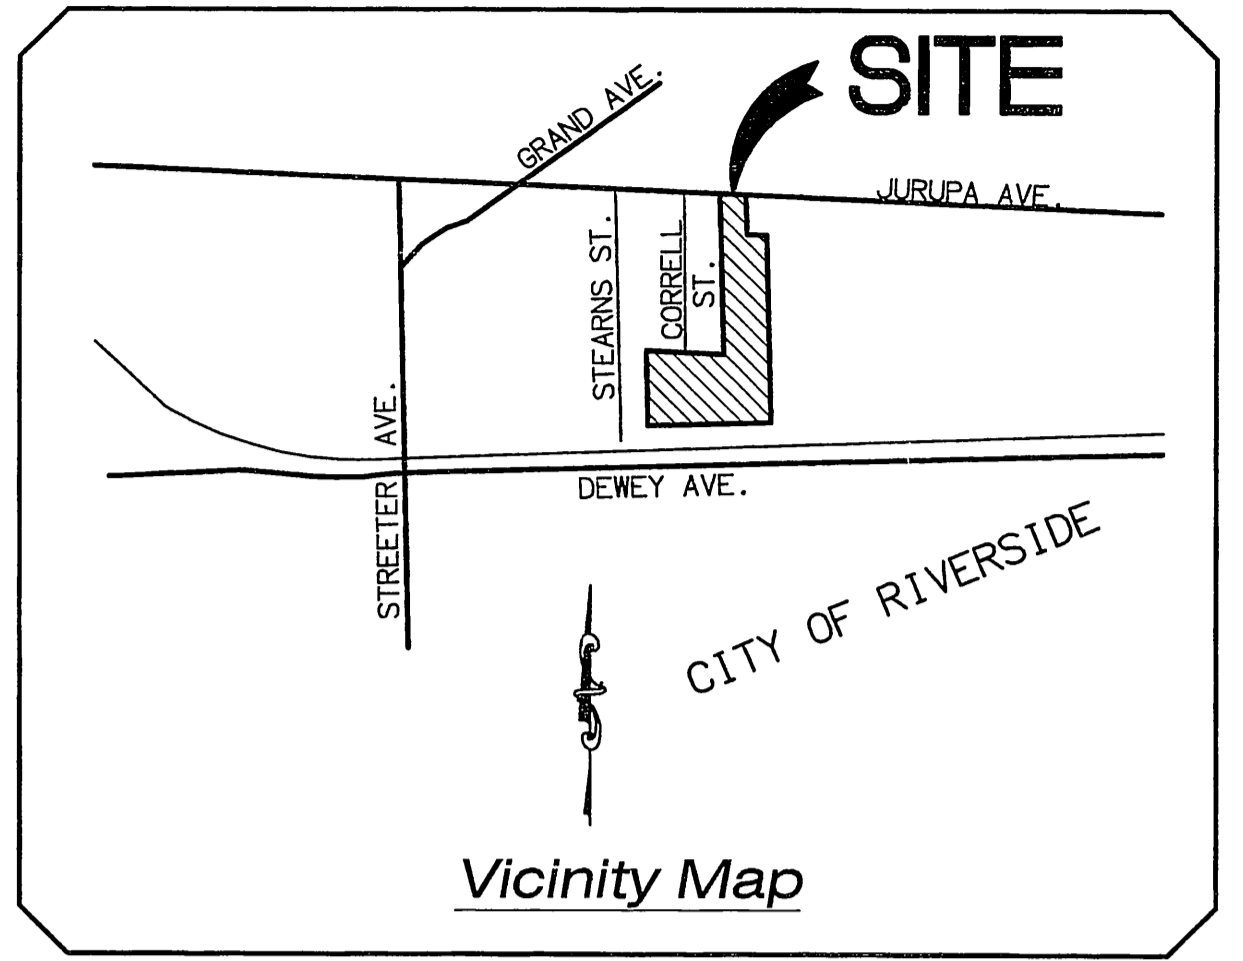 SITE
GRAND AVE.
JURUPA AVE.
STEARNS ST.
CORRELL
ST.
STREETER AVE.
DEWEY AVE.
CITY OF RIVERSIDE
Vicinity Map